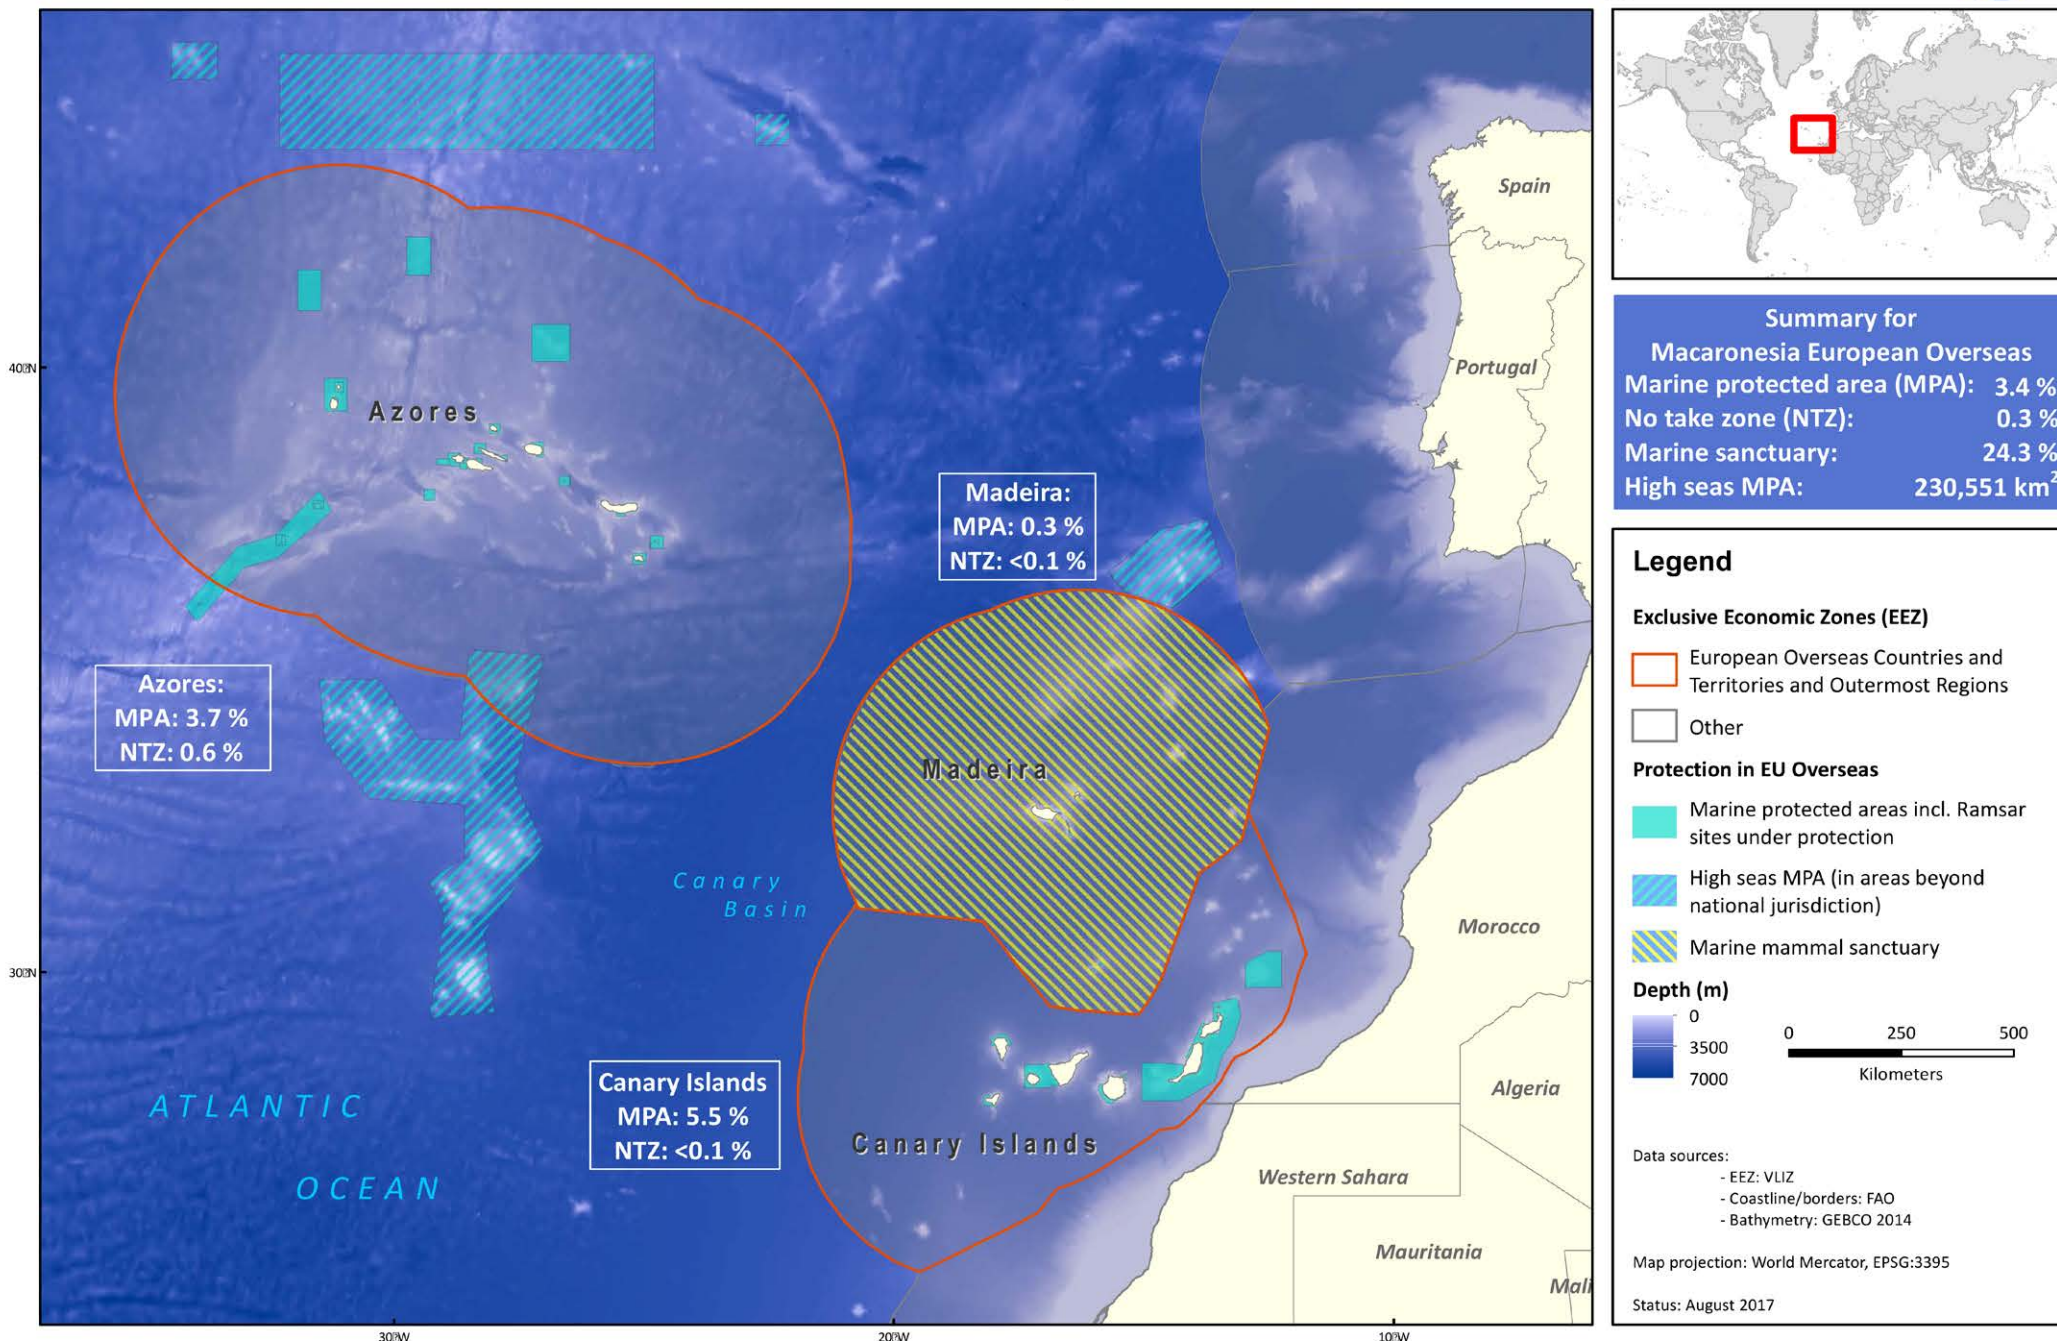 Spain
Portugal
40°N
Azores
Madeira:
MPA: 0.3 %
NTZ: <0.1 %
Azores:
MPA: 3.7 %
NTZ: 0.6 %
Madeira
Canary
Basin
Morocco
30°N
Canary Islands
MPA: 5.5 %
NTZ: <0.1 %
ATLANTIC
OCEAN
Canary Islands
Algeria
Western Sahara
Mauritania
Mali
30°W
20°W
10°W
Summary for
Macaronesia European Overseas
Marine protected area (MPA): 3.4 %
No take zone (NTZ): 0.3 %
Marine sanctuary: 24.3 %
High seas MPA: 230,551 km²
Legend
Exclusive Economic Zones (EEZ)
European Overseas Countries and
Territories and Outermost Regions
Other
Protection in EU Overseas
Marine protected areas incl. Ramsar
sites under protection
High seas MPA (in areas beyond
national jurisdiction)
Marine mammal sanctuary
Depth (m)
0
3500
7000
0 250 500
Kilometers
Data sources:
- EEZ: VLIZ
- Coastline/borders: FAO
- Bathymetry: GEBCO 2014
Map projection: World Mercator, EPSG:3395
Status: August 2017